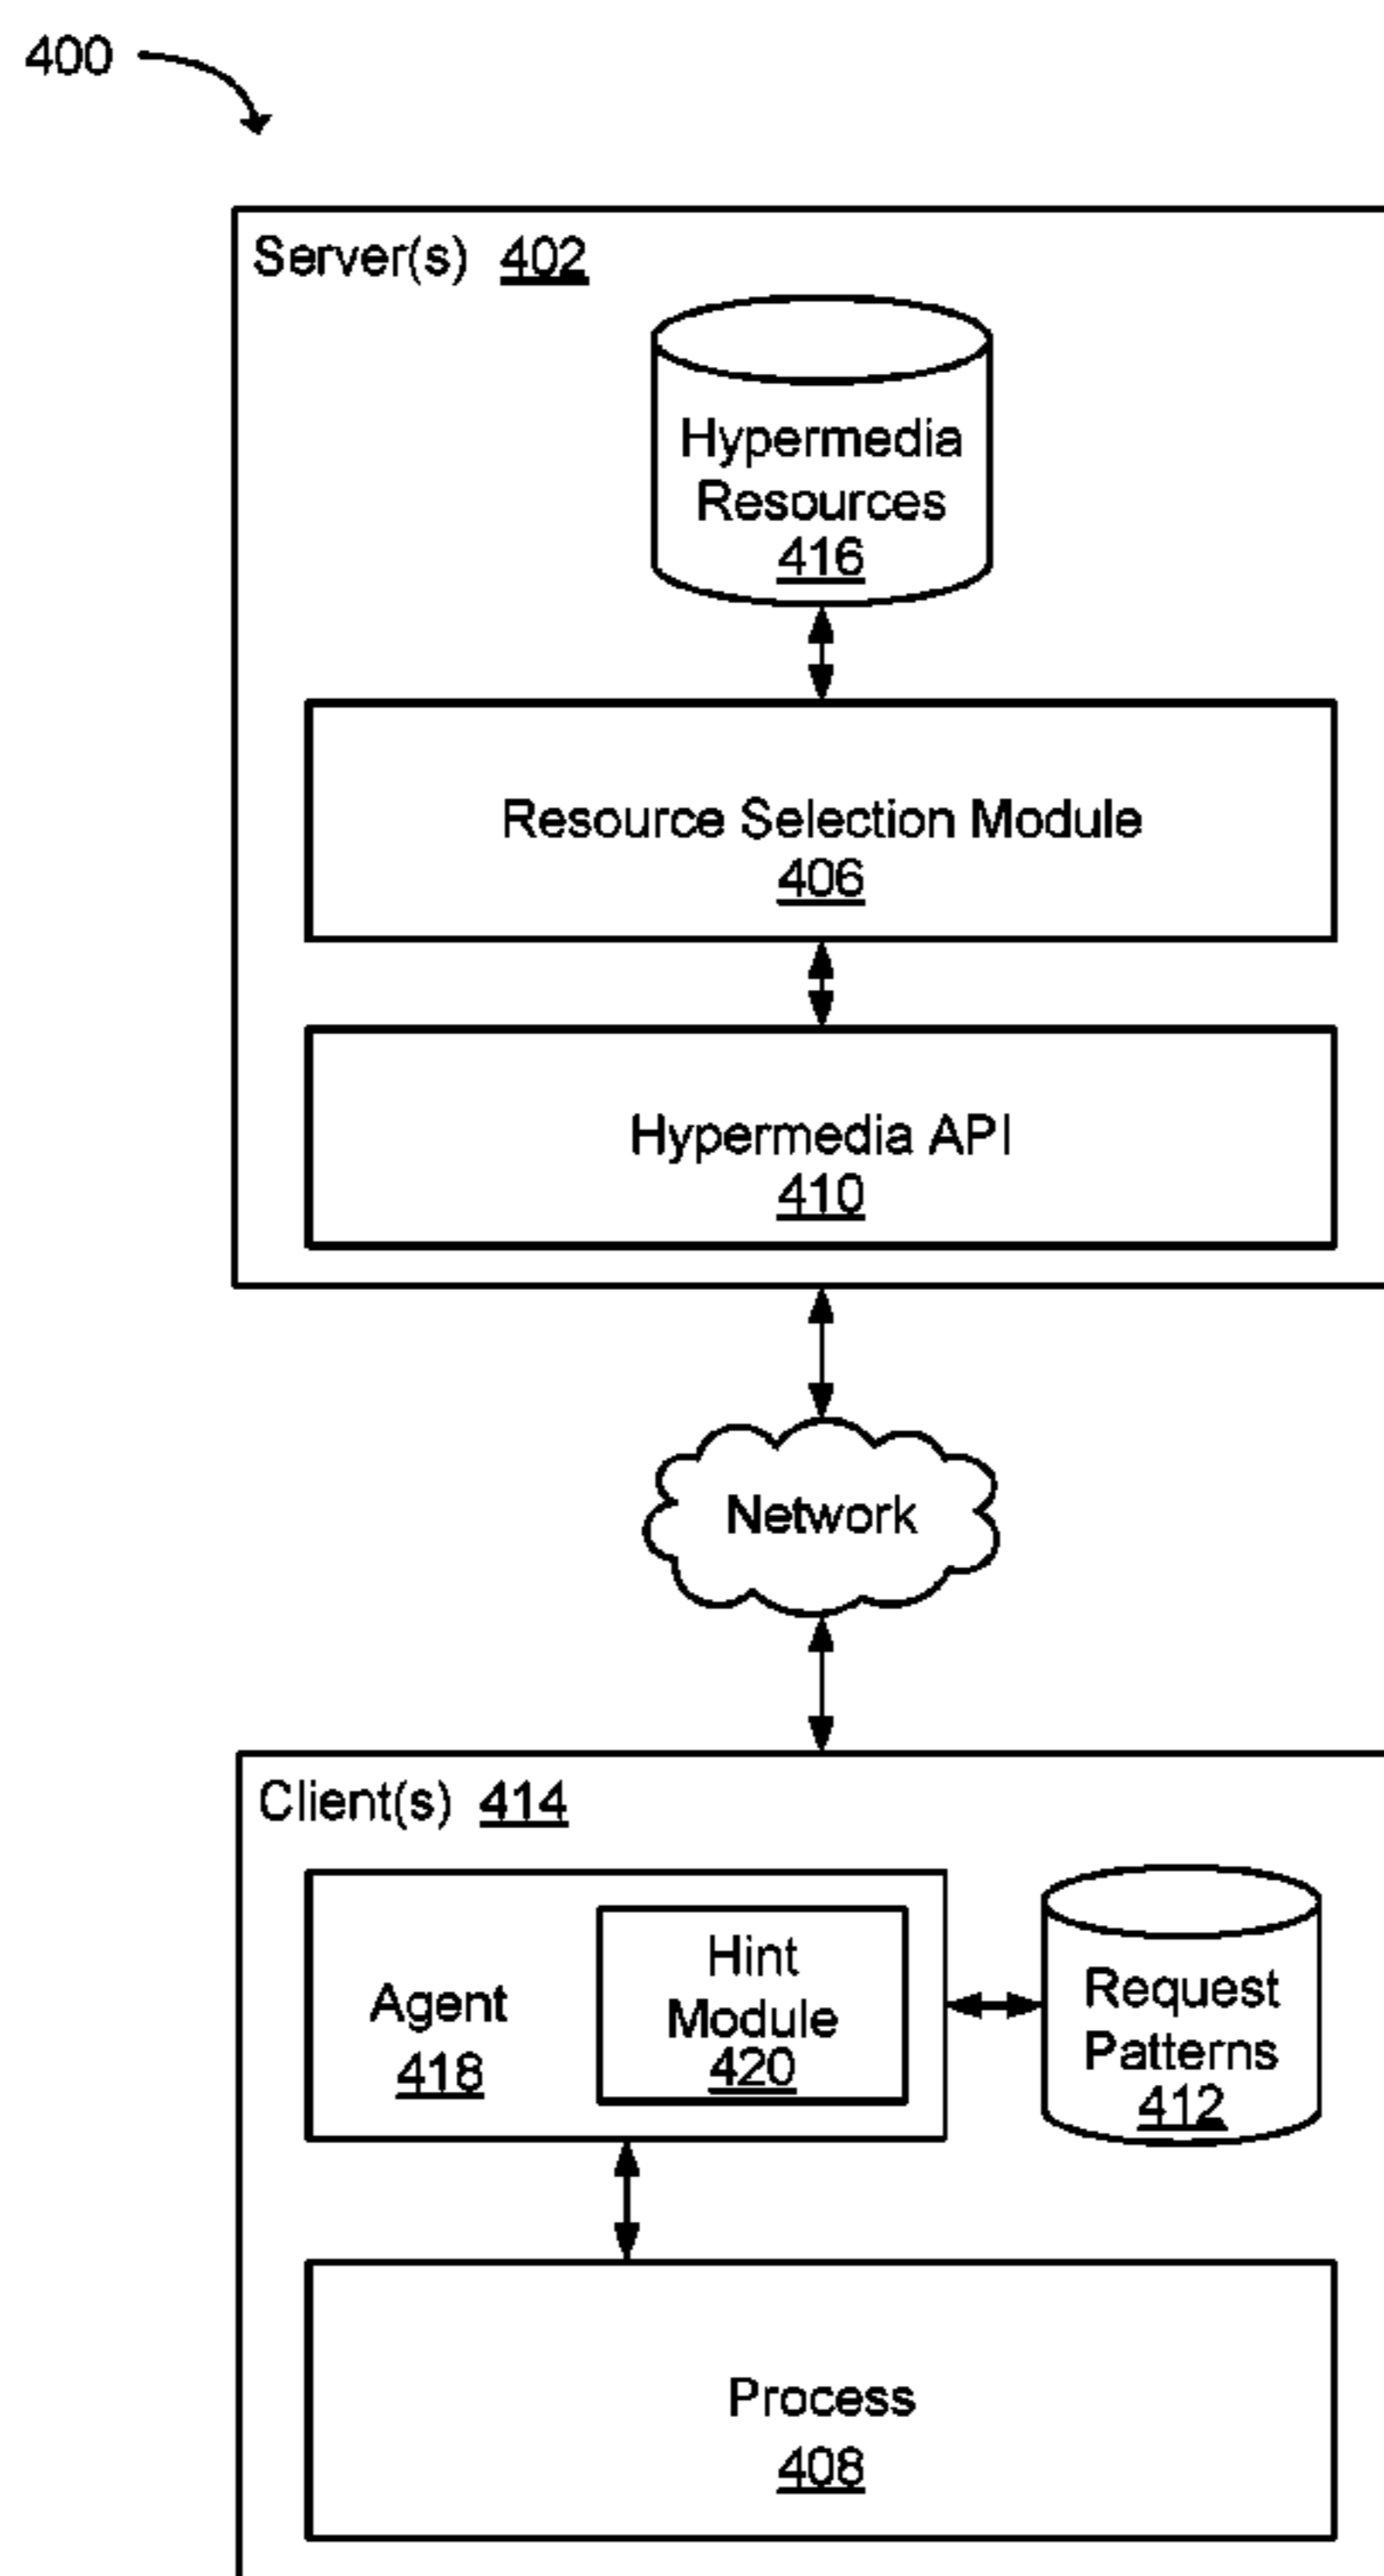 400
Server(s) 402
Hypermedia
Resources
416
Resource Selection Module
406
Hypermedia API
410
Network
Client(s) 414
Agent
418
Hint
Module
420
Request
Patterns
412
Process
408